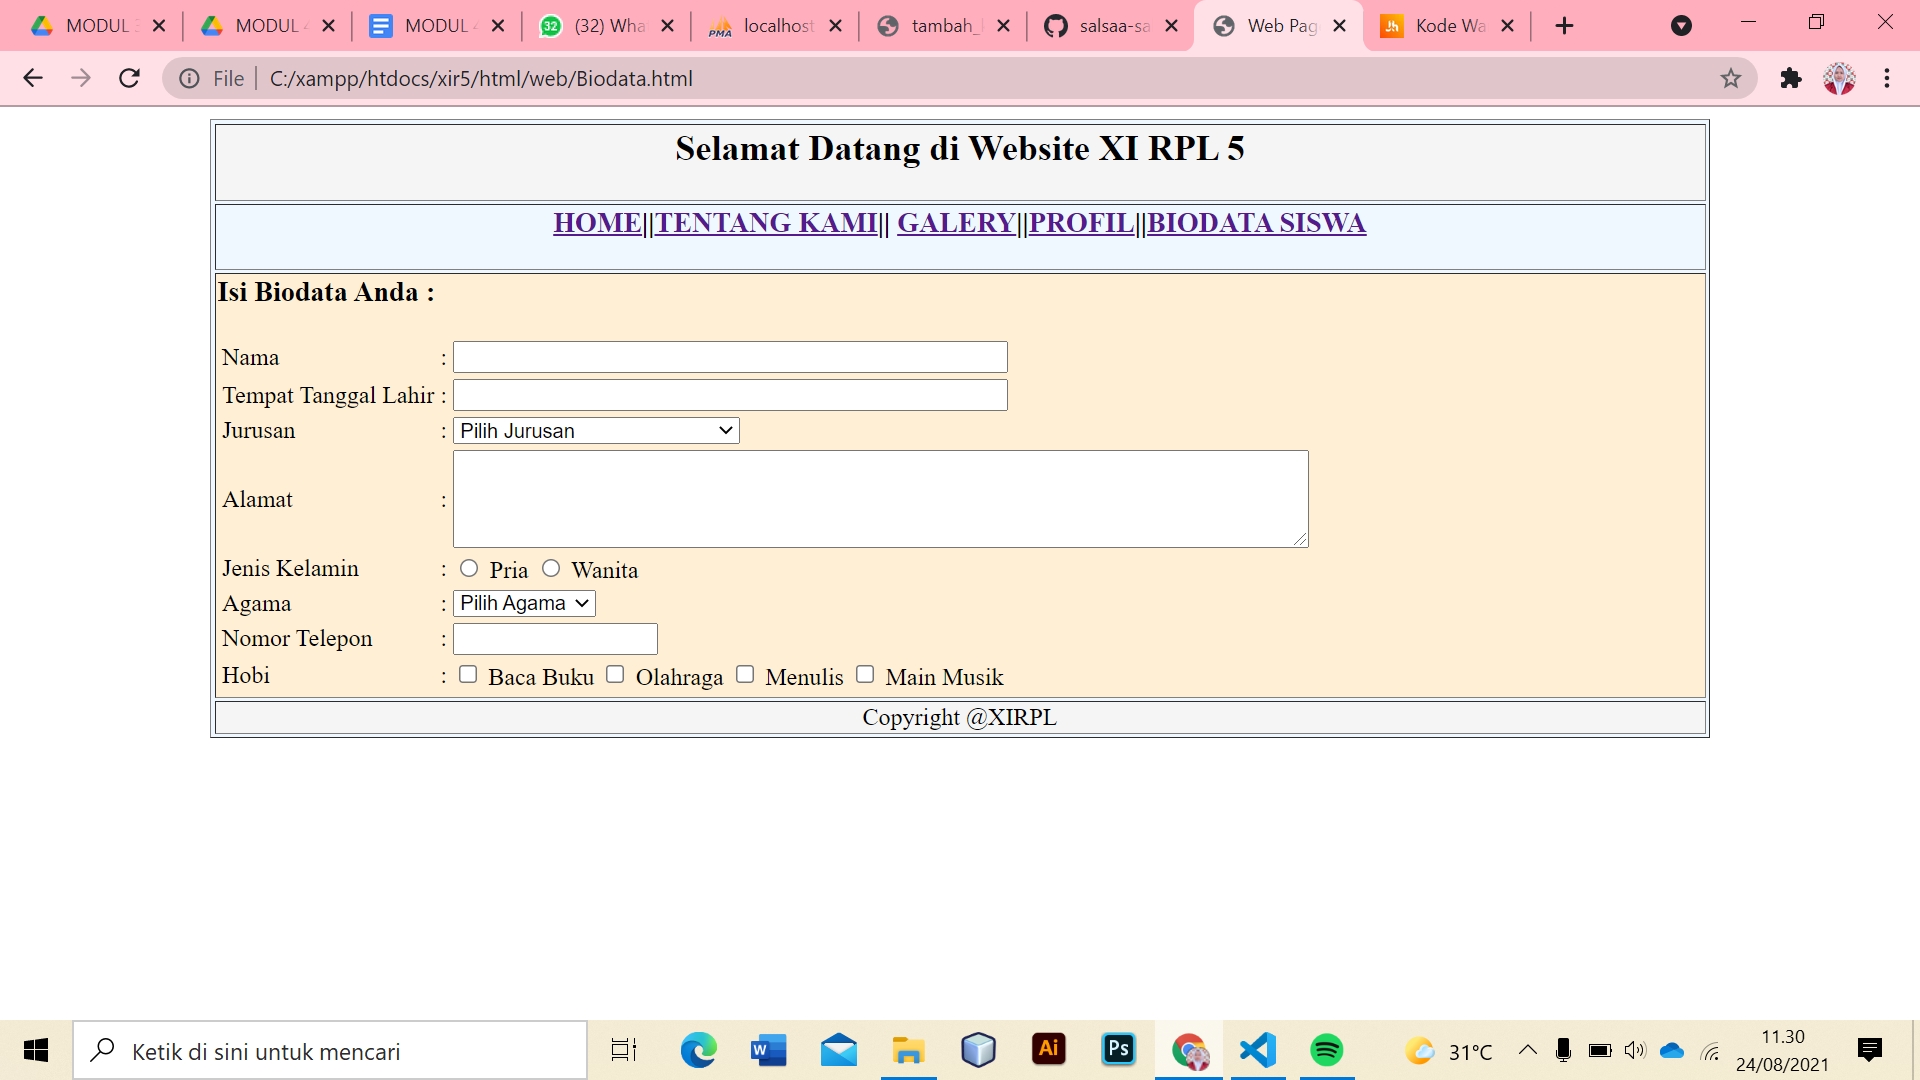 MODUL 3
MODUL 4
MODUL 4
(32) Wha
localhost
tambah_
salsaa-sa
Web Pag
Kode Wa
File
C:/xampp/htdocs/xir5/html/web/Biodata.html
Selamat Datang di Website XI RPL 5
HOME||TENTANG KAMI|| GALERY||PROFIL||BIODATA SISWA
Isi Biodata Anda :
Nama :
Tempat Tanggal Lahir :
Jurusan : Pilih Jurusan
Alamat :
Jenis Kelamin : Pria Wanita
Agama : Pilih Agama
Nomor Telepon :
Hobi : Baca Buku Olahraga Menulis Main Musik
Copyright @XIRPL
Ketik di sini untuk mencari
31°C
11.30
24/08/2021